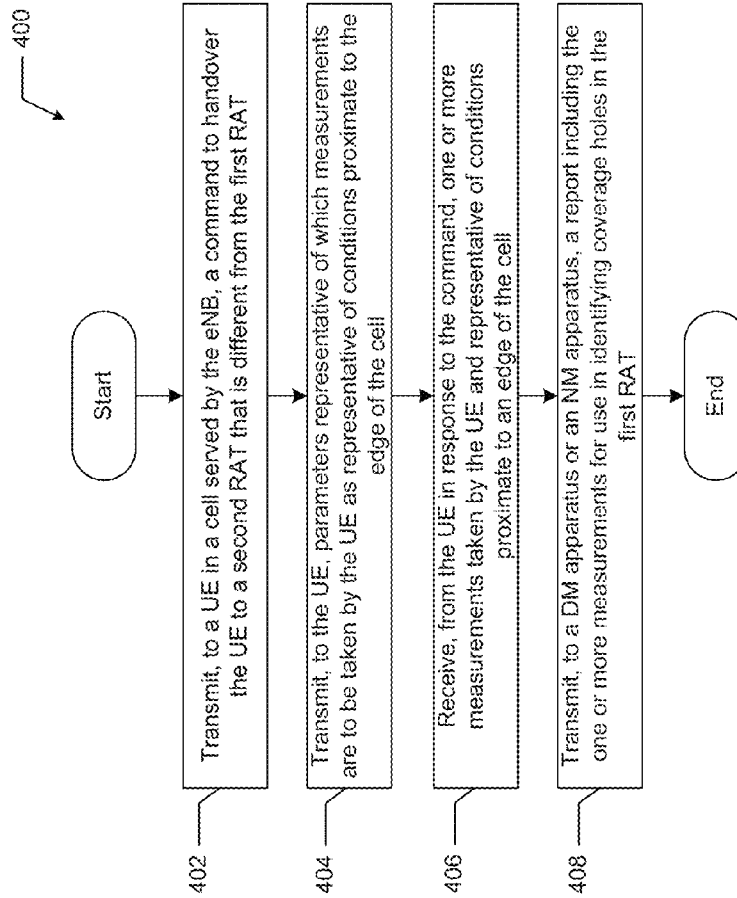 400
Start
402
Transmit, to a UE in a cell served by the eNB, a command to handover
the UE to a second RAT that is different from the first RAT
404
Transmit, to the UE, parameters representative of which measurements
are to be taken by the UE as representative of conditions proximate to the
edge of the cell
406
Receive, from the UE in response to the command, one or more
measurements taken by the UE and representative of conditions
proximate to an edge of the cell
408
Transmit, to a DM apparatus or an NM apparatus, a report including the
one or more measurements for use in identifying coverage holes in the
first RAT
End